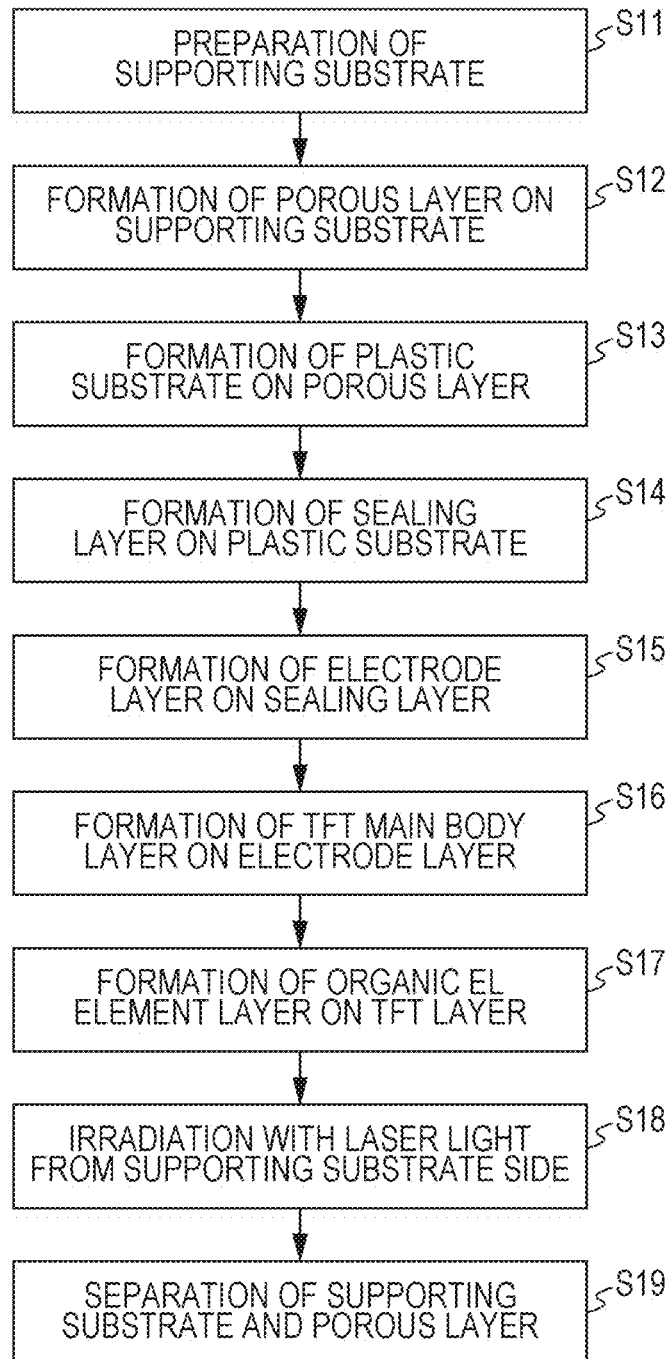 S11
PREPARATION OF
SUPPORTING SUBSTRATE
S12
FORMATION OF POROUS LAYER ON
SUPPORTING SUBSTRATE
S13
FORMATION OF PLASTIC
SUBSTRATE ON POROUS LAYER
S14
FORMATION OF SEALING
LAYER ON PLASTIC SUBSTRATE
S15
FORMATION OF ELECTRODE
LAYER ON SEALING LAYER
S16
FORMATION OF TFT MAIN BODY
LAYER ON ELECTRODE LAYER
S17
FORMATION OF ORGANIC EL
ELEMENT LAYER ON TFT LAYER
S18
IRRADIATION WITH LASER LIGHT
FROM SUPPORTING SUBSTRATE SIDE
S19
SEPARATION OF SUPPORTING
SUBSTRATE AND POROUS LAYER